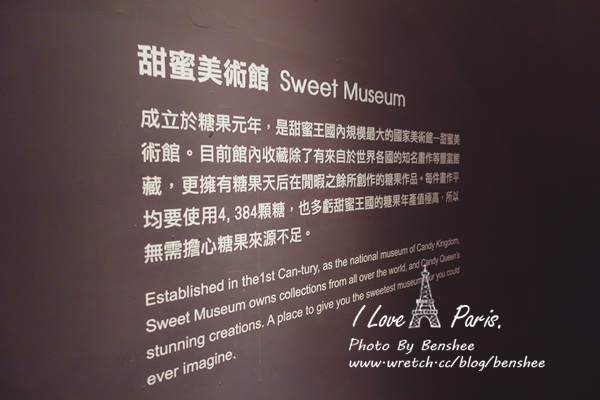 甜蜜美術館 Sweet Museum
成立於糖果元年，是甜蜜王國內規模最大的國家美術館─甜蜜美
術館。目前館內收藏除了有來自於世界各國的知名畫作等豐富館
藏，更擁有糖果天后在閒暇之餘所創作的糖果作品。每件畫作平
均要使用4,384顆糖，也多虧甜蜜王國的糖果年產值極高，所以
無需擔心糖果來源不足。
Established in the1st Can-tury, as the national museum of Candy Kingdom,
Sweet Museum owns collections from all over the world, and Candy Queen's
stunning creations. A place to give you the sweetest museum tour you could
ever imagine.
I Love Paris.
Photo By Benshee
www.wretch.cc/blog/benshee